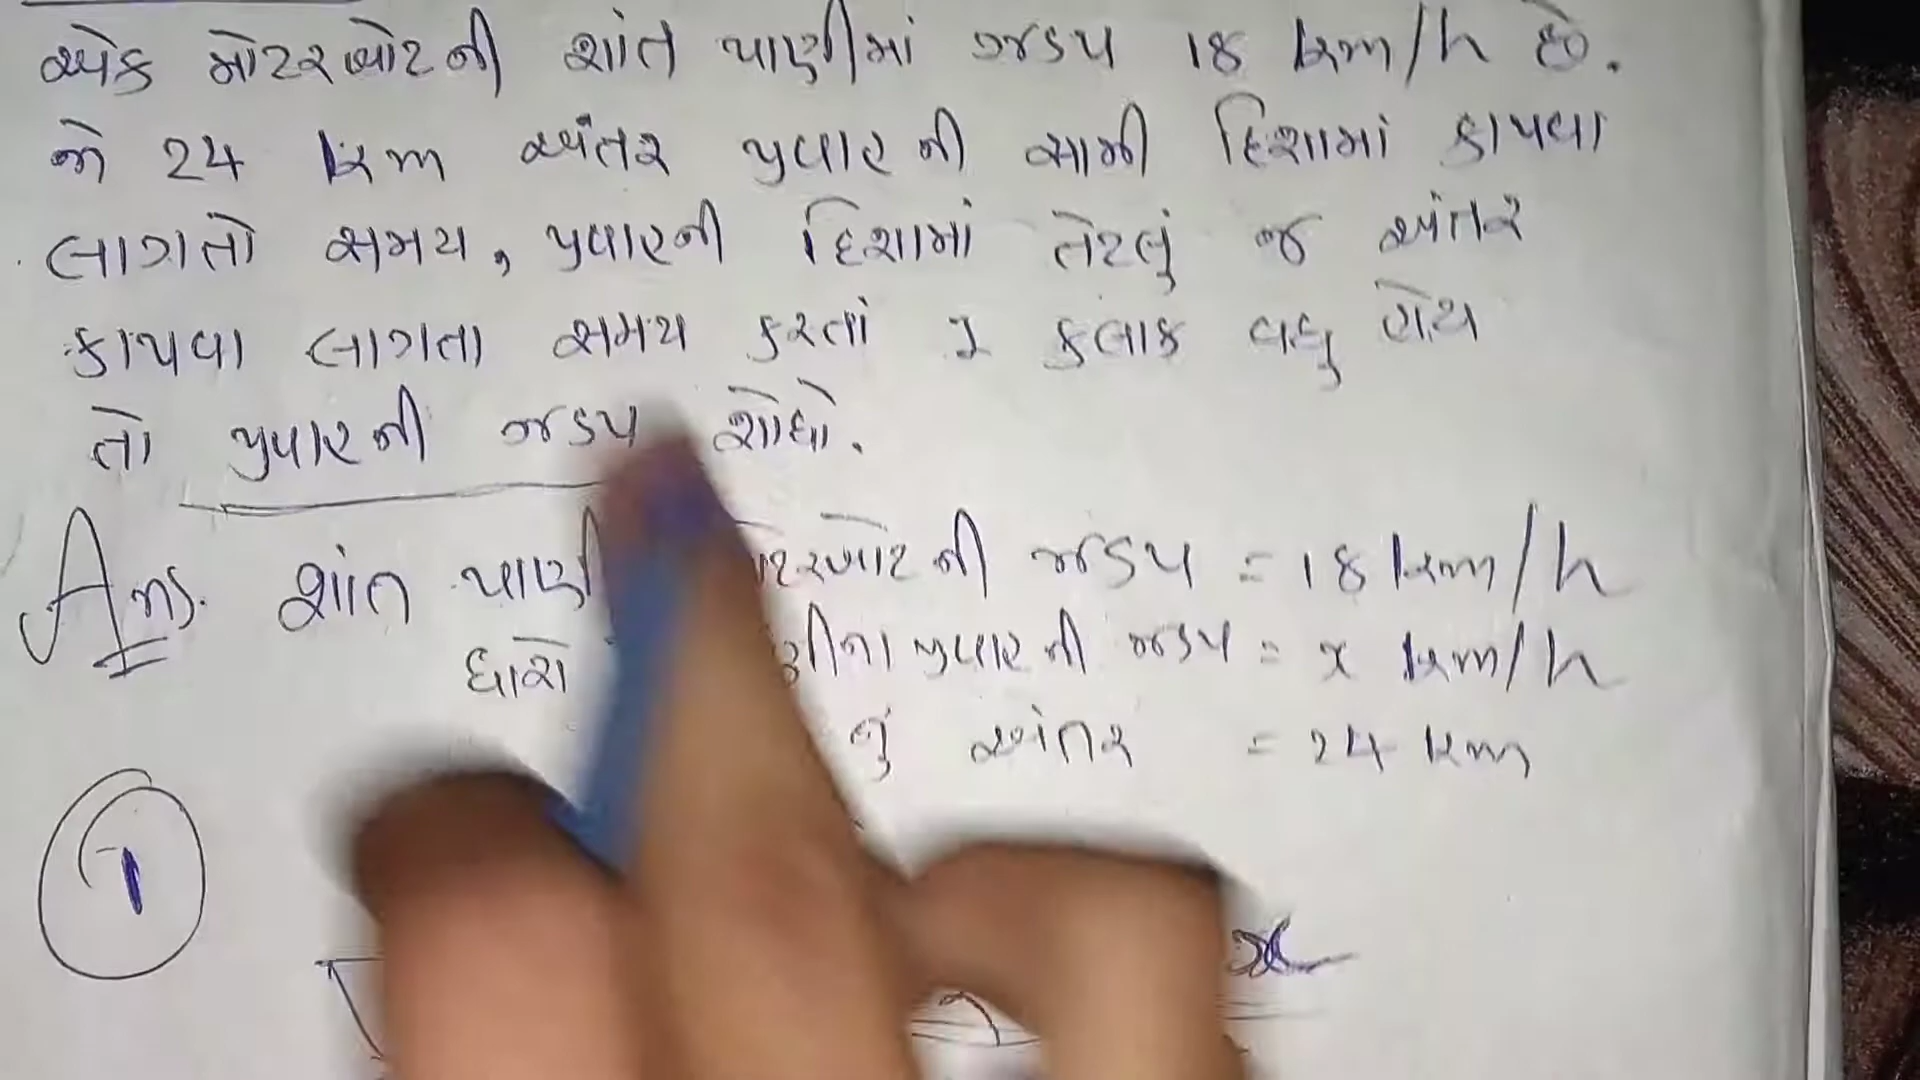 એક મોટરબોટની શાંત પાણીમાં ઝડપ 18 km/h છે.
જો 24 km અંતર પ્રવાહની સામી દિશામાં કાપવા
લાગતો સમય, પ્રવાહની દિશામાં તેટલું જ અંતર
કાપવા લાગતા સમય કરતાં 1 કલાક વધુ હોય
તો પ્રવાહની ઝડપ શોધો.
Ans. શાંત પાણી ની ઝડપ = 18 km/h
ધારો પ્રવાહની ઝડપ = x km/h
નું અંતર = 24 km
1
x